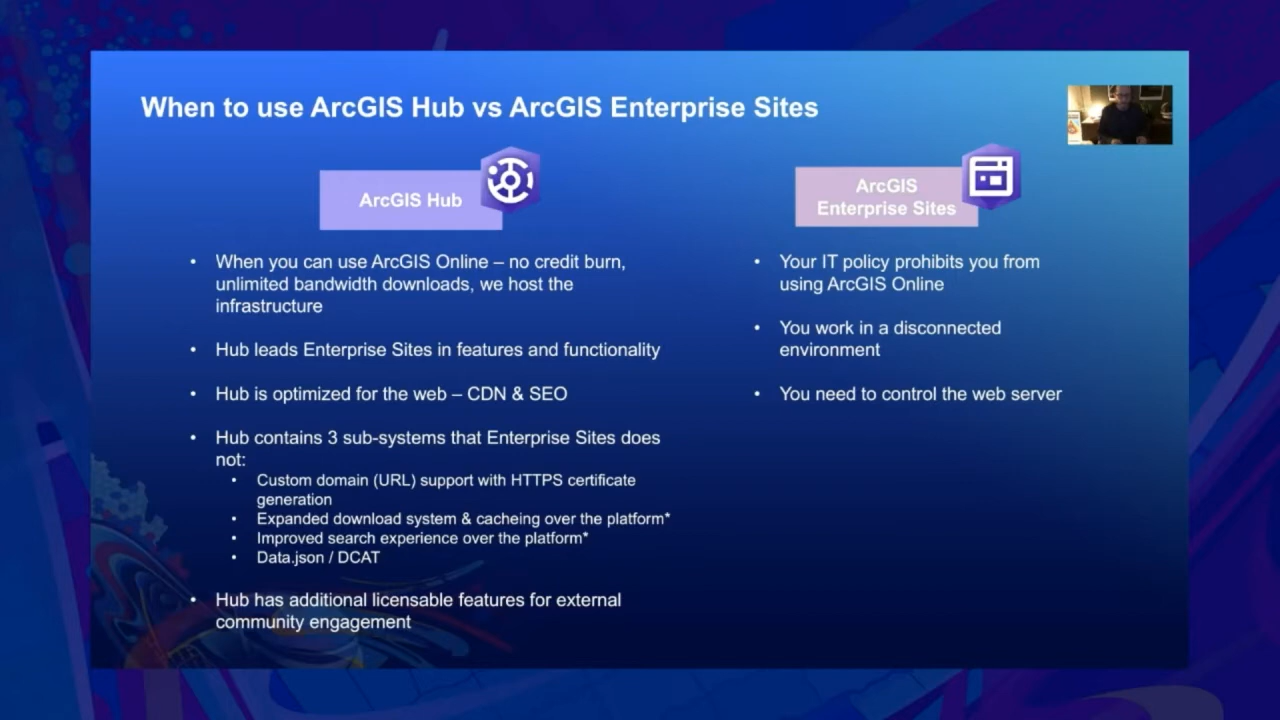 When to use ArcGIS Hub vs ArcGIS Enterprise Sites
ArcGIS Hub
• When you can use ArcGIS Online – no credit burn,
unlimited bandwidth downloads, we host the
infrastructure
• Hub leads Enterprise Sites in features and functionality
• Hub is optimized for the web – CDN & SEO
• Hub contains 3 sub-systems that Enterprise Sites does
not:
• Custom domain (URL) support with HTTPS certificate
generation
• Expanded download system & cacheing over the platform*
• Improved search experience over the platform*
• Data.json / DCAT
• Hub has additional licensable features for external
community engagement
ArcGIS
Enterprise Sites
• Your IT policy prohibits you from
using ArcGIS Online
• You work in a disconnected
environment
• You need to control the web server